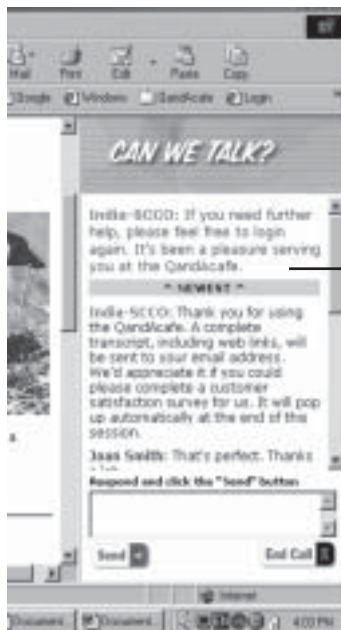 Mail Print Edit Paste Copy
Google Windows QandAcafe Login
CAN WE TALK?
India-SCCO: If you need further
help, please feel free to login
again. It's been a pleasure serving
you at the QandAcafe.
^ NEWEST ^
India-SCCO: Thank you for using
the QandAcafe. A complete
transcript, including web links, will
be sent to your email address.
We'd appreciate it if you could
please complete a customer
satisfaction survey for us. It will pop
up automatically at the end of this
session.
Joan Smith: That's perfect. Thanks
Respond and click the "Send" button
Send End Call
Internet
Document Document 4:03 PM